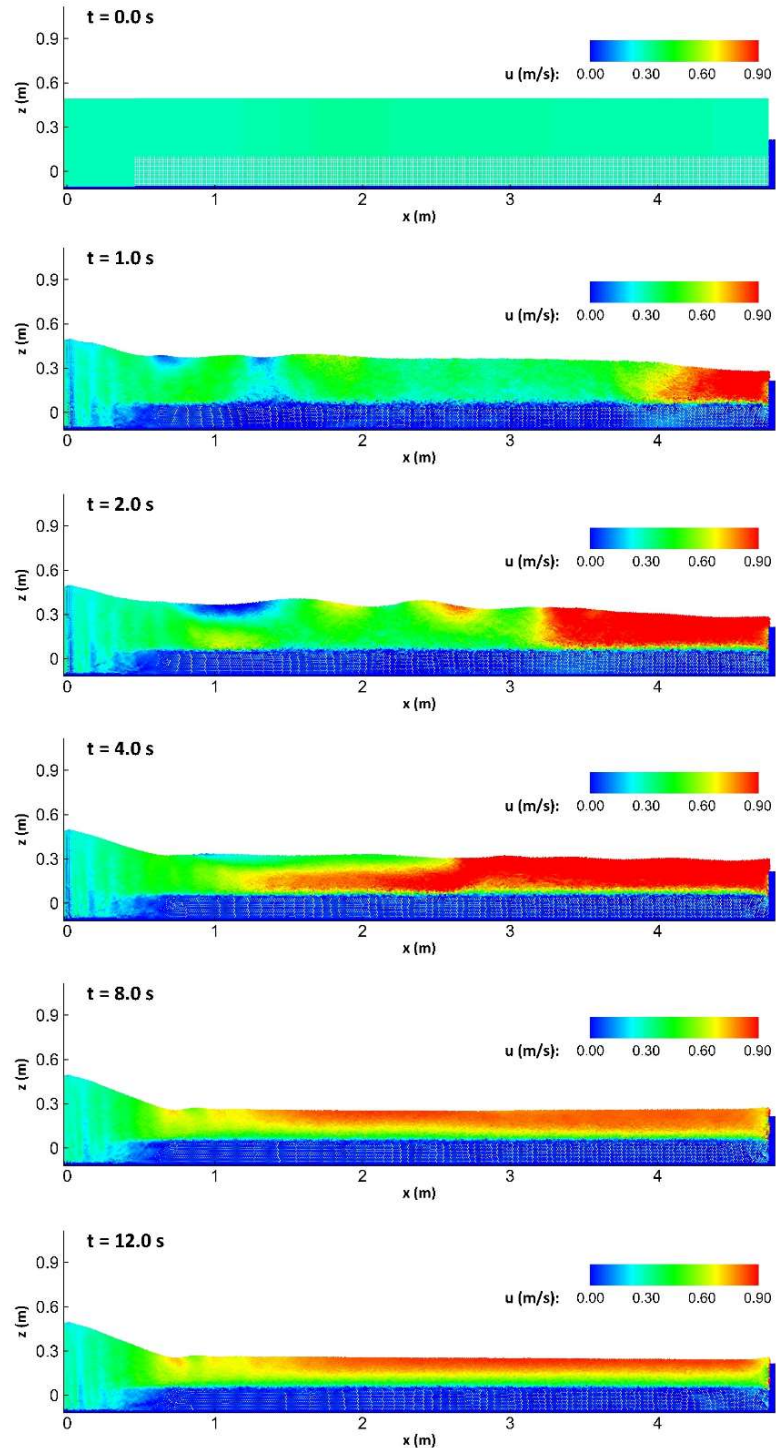 t = 0.0 s
0.9
0.6
0.3
0
z (m)
u (m/s): 0.00 0.30 0.60 0.90
0 1 2 3 4
x (m)
t = 1.0 s
0.9
0.6
0.3
0
z (m)
u (m/s): 0.00 0.30 0.60 0.90
0 1 2 3 4
x (m)
t = 2.0 s
0.9
0.6
0.3
0
z (m)
u (m/s): 0.00 0.30 0.60 0.90
0 1 2 3 4
x (m)
t = 4.0 s
0.9
0.6
0.3
0
z (m)
u (m/s): 0.00 0.30 0.60 0.90
0 1 2 3 4
x (m)
t = 8.0 s
0.9
0.6
0.3
0
z (m)
u (m/s): 0.00 0.30 0.60 0.90
0 1 2 3 4
x (m)
t = 12.0 s
0.9
0.6
0.3
0
z (m)
u (m/s): 0.00 0.30 0.60 0.90
0 1 2 3 4
x (m)